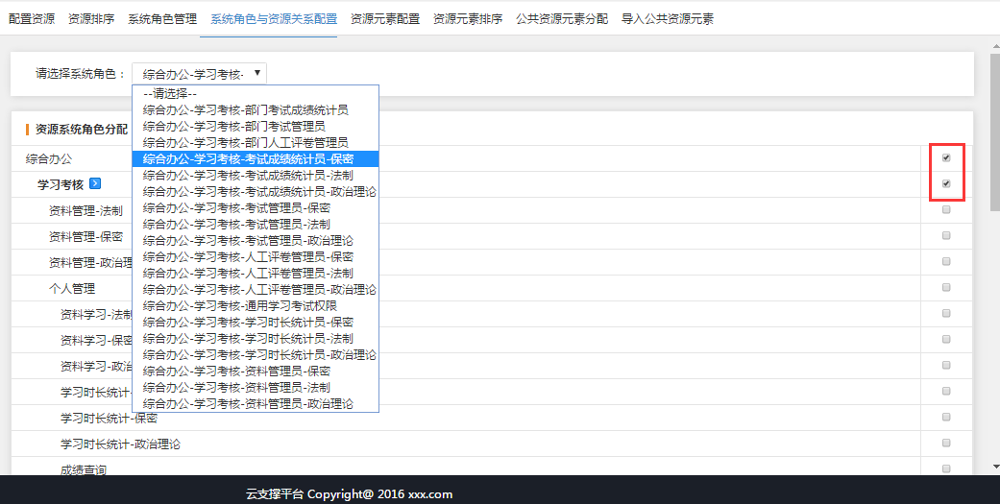 配置资源 资源排序 系统角色管理 系统角色与资源关系配置 资源元素配置 资源元素排序 公共资源元素分配 导入公共资源元素
请选择系统角色： 综合办公-学习考核-
--请选择--
综合办公-学习考核-部门考试成绩统计员
综合办公-学习考核-部门考试管理员
综合办公-学习考核-部门人工评卷管理员
综合办公-学习考核-考试成绩统计员-保密
综合办公-学习考核-考试成绩统计员-法制
综合办公-学习考核-考试成绩统计员-政治理论
综合办公-学习考核-考试管理员-保密
综合办公-学习考核-考试管理员-法制
综合办公-学习考核-考试管理员-政治理论
综合办公-学习考核-人工评卷管理员-保密
综合办公-学习考核-人工评卷管理员-法制
综合办公-学习考核-人工评卷管理员-政治理论
综合办公-学习考核-通用学习考试权限
综合办公-学习考核-学习时长统计员-保密
综合办公-学习考核-学习时长统计员-法制
综合办公-学习考核-学习时长统计员-政治理论
综合办公-学习考核-资料管理员-保密
综合办公-学习考核-资料管理员-法制
综合办公-学习考核-资料管理员-政治理论
资源系统角色分配
综合办公
学习考核
资料管理-法制
资料管理-保密
资料管理-政治理
个人管理
资料学习-法制
资料学习-保密
资料学习-政治
学习时长统计-
学习时长统计-保密
学习时长统计-政治理论
成绩查询
云支撑平台 Copyright@ 2016 xxx.com